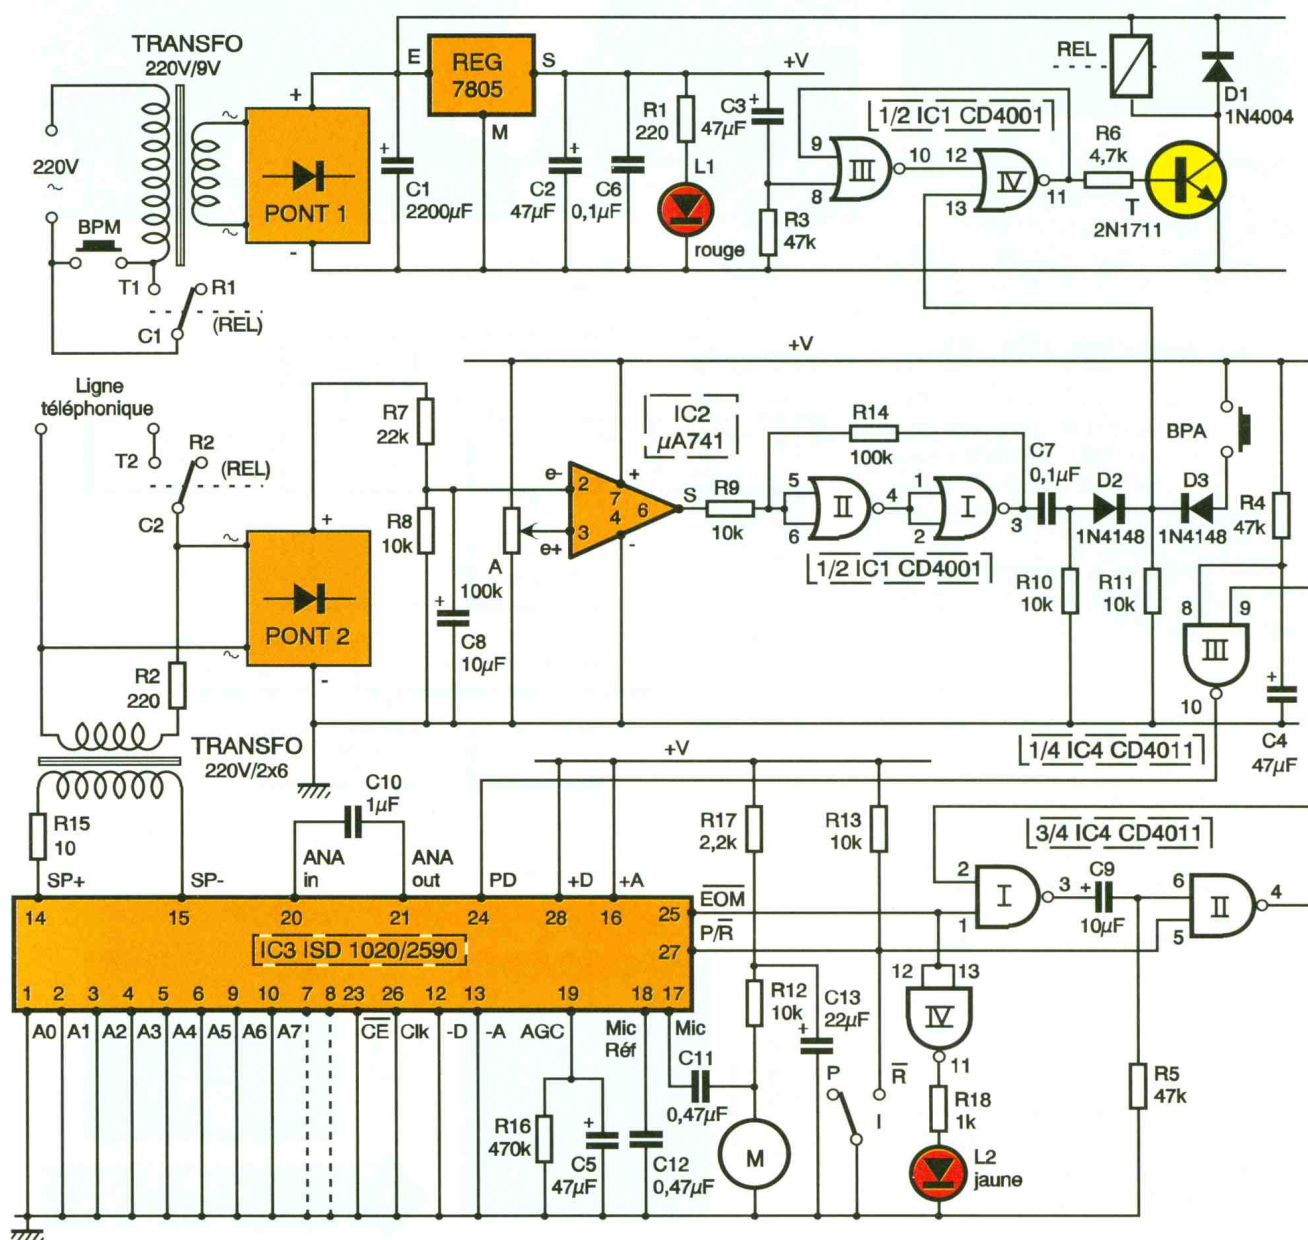 TRANSFO
220V/9V
220V
~
BPM
T1
R1
(REL)
C1
~
+
PONT 1
~
-
E
REG
7805
S
M
+
C1
2200µF
+
C2
47µF
C6
0,1µF
R1
220
L1
rouge
C3
47µF
+
+V
R3
47k
1/2 IC1 CD4001
9
8
III
10
12
13
IV
11
R6
4,7k
T
2N1711
REL
D1
1N4004
Ligne
téléphonique
T2
R2
(REL)
C2
~
+
PONT 2
~
-
R2
220
TRANSFO
220V/2x6
R7
22k
R8
10k
+
C8
10µF
A
100k
+V
e-
e+
2
3
7
4
6
+
-
S
IC2
µA741
R9
10k
R14
100k
5
6
II
4
1
2
I
3
1/2 IC1 CD4001
C7
0,1µF
D2
1N4148
D3
1N4148
R10
10k
R11
10k
BPA
R4
47k
8
9
III
10
1/4 IC4 CD4011
+
C4
47µF
R15
10
SP+
SP-
C10
1µF
ANA
in
ANA
out
PD
+D
+A
+V
R17
2,2k
R13
10k
14
15
20
21
24
28
16
25
27
EOM
P/R
IC3 ISD 1020/2590
1
2
3
4
5
6
9
10
7
8
23
26
12
13
19
18
17
A0
A1
A2
A3
A4
A5
A6
A7
CE
Clk
-D
-A
AGC
Mic
Réf
Mic
R16
470k
+
C5
47µF
C12
0,47µF
C11
0,47µF
R12
10k
M
+
C13
22µF
P
R
I
3/4 IC4 CD4011
2
1
I
3
+
C9
10µF
6
5
II
4
12
13
IV
11
R18
1k
L2
jaune
R5
47k